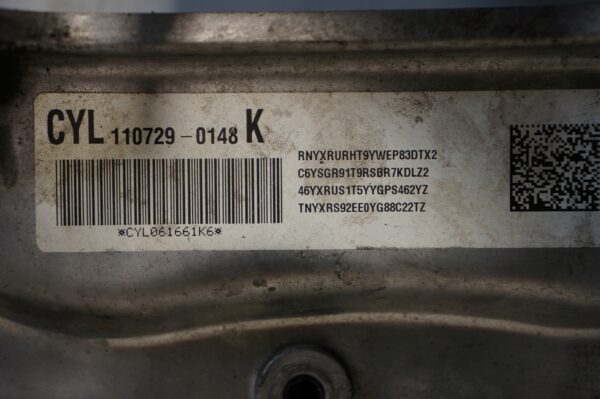 CYL 110729-0148 K
RNYXRURHT9YWEP83DTX2
C6YSGR91T9RSBR7KDLZ2
46YXRUS1T5YYGPS462YZ
TNYXRS92EE0YG88C22TZ
*CYL061661K6*